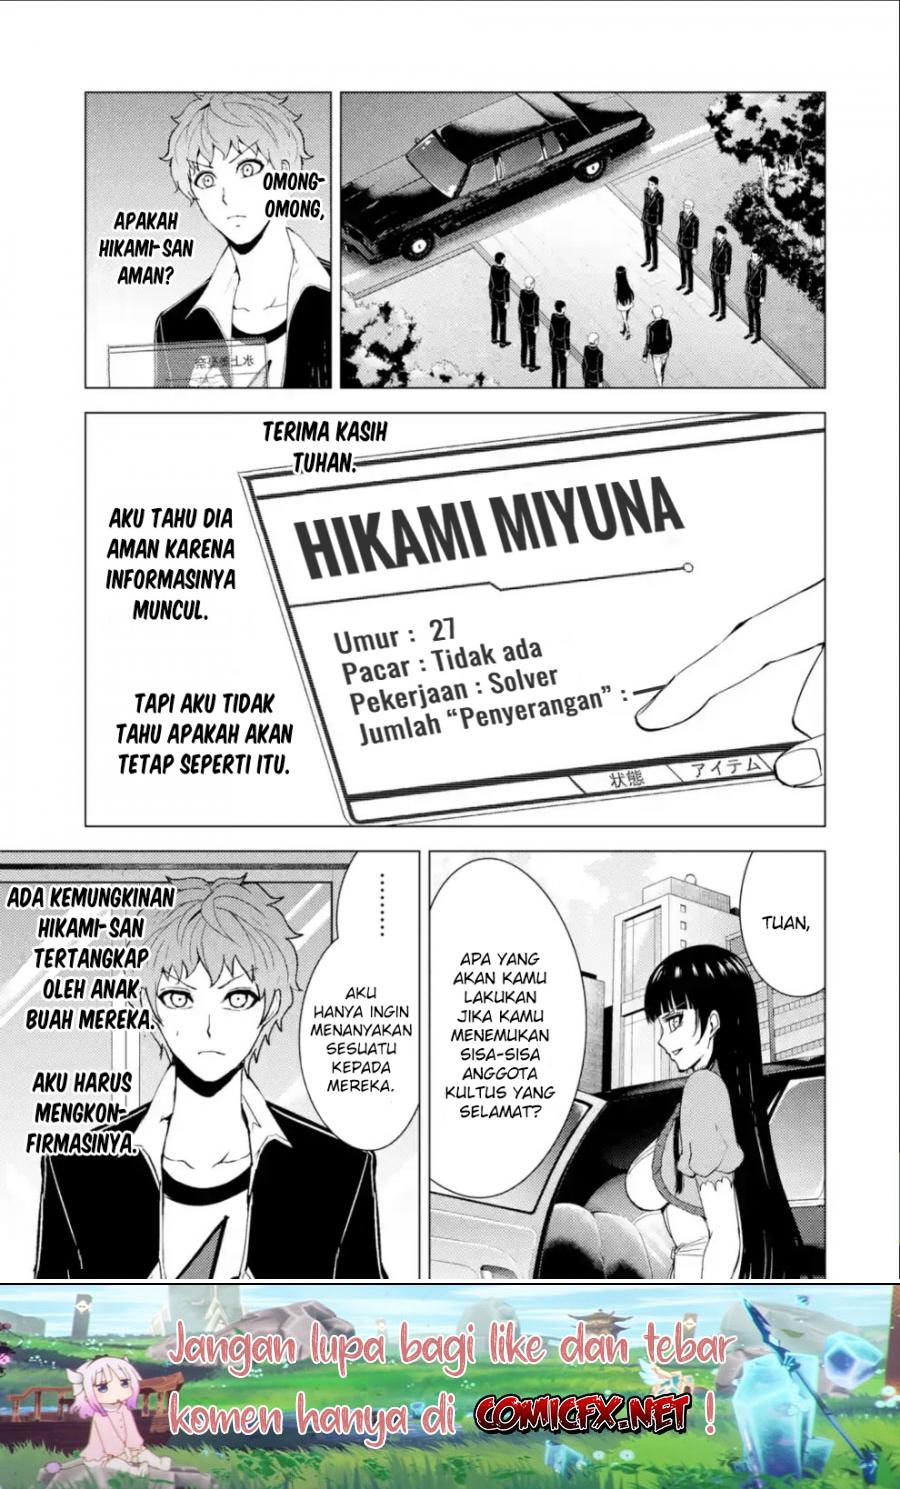 OMONG-
OMONG,
APAKAH
HIKAMI-SAN
AMAN?
TERIMA KASIH
TUHAN.
AKU TAHU DIA
AMAN KARENA
INFORMASINYA
MUNCUL.
TAPI AKU TIDAK
TAHU APAKAH AKAN
TETAP SEPERTI ITU.
HIKAMI MIYUNA
Umur : 27
Pacar : Tidak ada
Pekerjaan : Solver
Jumlah “Penyerangan” : —
状態
アイテム
TUAN,
APA YANG
AKAN KAMU
LAKUKAN
JIKA KAMU
MENEMUKAN
SISA-SISA
ANGGOTA
KULTUS YANG
SELAMAT?
.........
AKU
HANYA INGIN
MENANYAKAN
SESUATU
KEPADA
MEREKA.
ADA KEMUNGKINAN
HIKAMI-SAN
TERTANGKAP
OLEH ANAK
BUAH MEREKA.
AKU HARUS
MENGKON-
FIRMASINYA.
Jangan lupa bagi like dan tebar
komen hanya di COMICFX.NET !